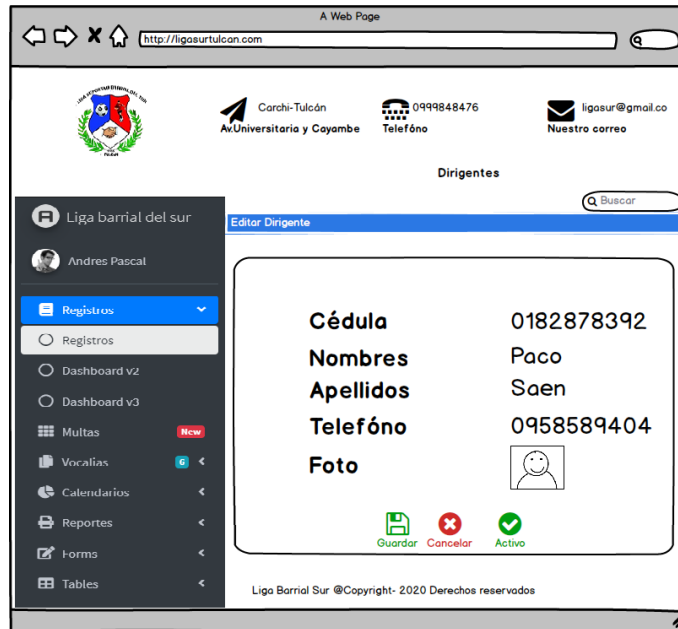 A Web Page
http://ligasurtulcan.com
Carchi-Tulcán
Av.Universitaria y Cayambe
0999848476
Telefóno
ligasur@gmail.co
Nuestro correo
Dirigentes
Buscar
Liga barrial del sur
Editar Dirigente
Andres Pascal
Registros
Registros
Dashboard v2
Dashboard v3
Multas New
Vocalias 6
Calendarios
Reportes
Forms
Tables
Cédula 0182878392
Nombres Paco
Apellidos Saen
Telefóno 0958589404
Foto
Guardar Cancelar Activo
Liga Barrial Sur @Copyright- 2020 Derechos reservados